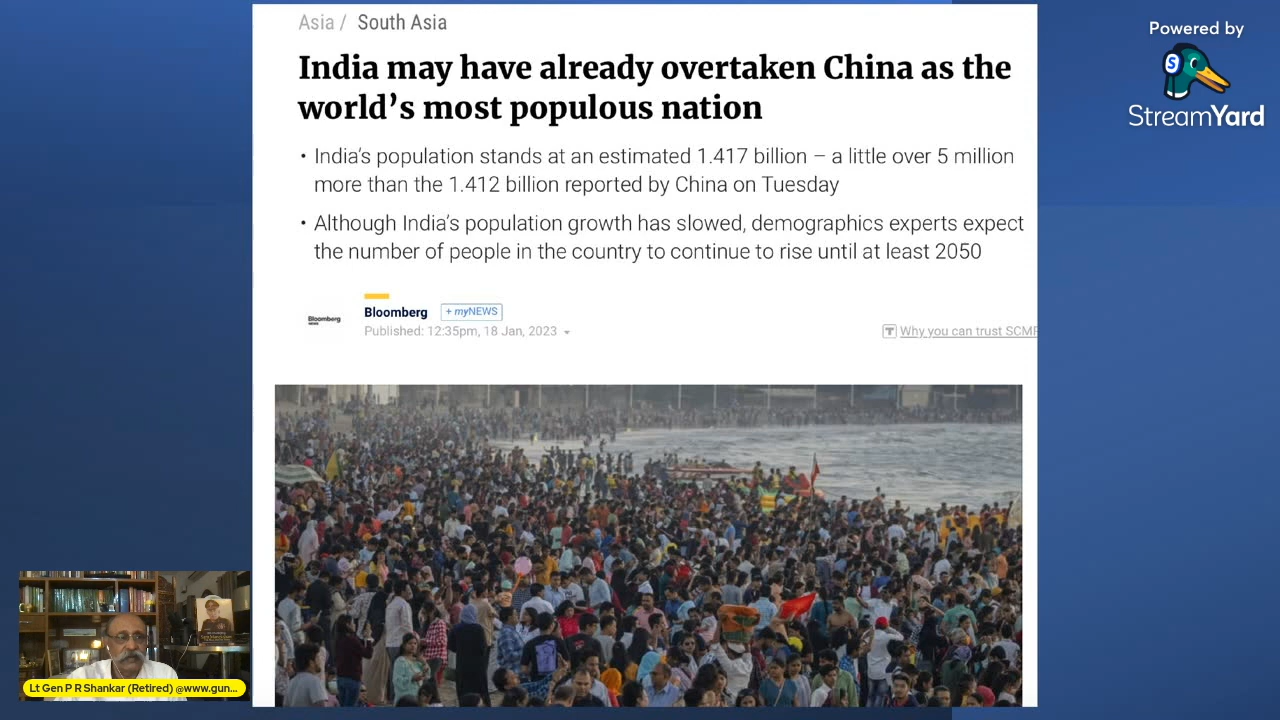 Asia / South Asia
India may have already overtaken China as the
world’s most populous nation
• India’s population stands at an estimated 1.417 billion – a little over 5 million
more than the 1.412 billion reported by China on Tuesday
• Although India’s population growth has slowed, demographics experts expect
the number of people in the country to continue to rise until at least 2050
Bloomberg
NEWS
Bloomberg + myNEWS
Published: 12:35pm, 18 Jan, 2023
Why you can trust SCMP
Powered by
S
StreamYard
Lt Gen P R Shankar (Retired) @www.gun...